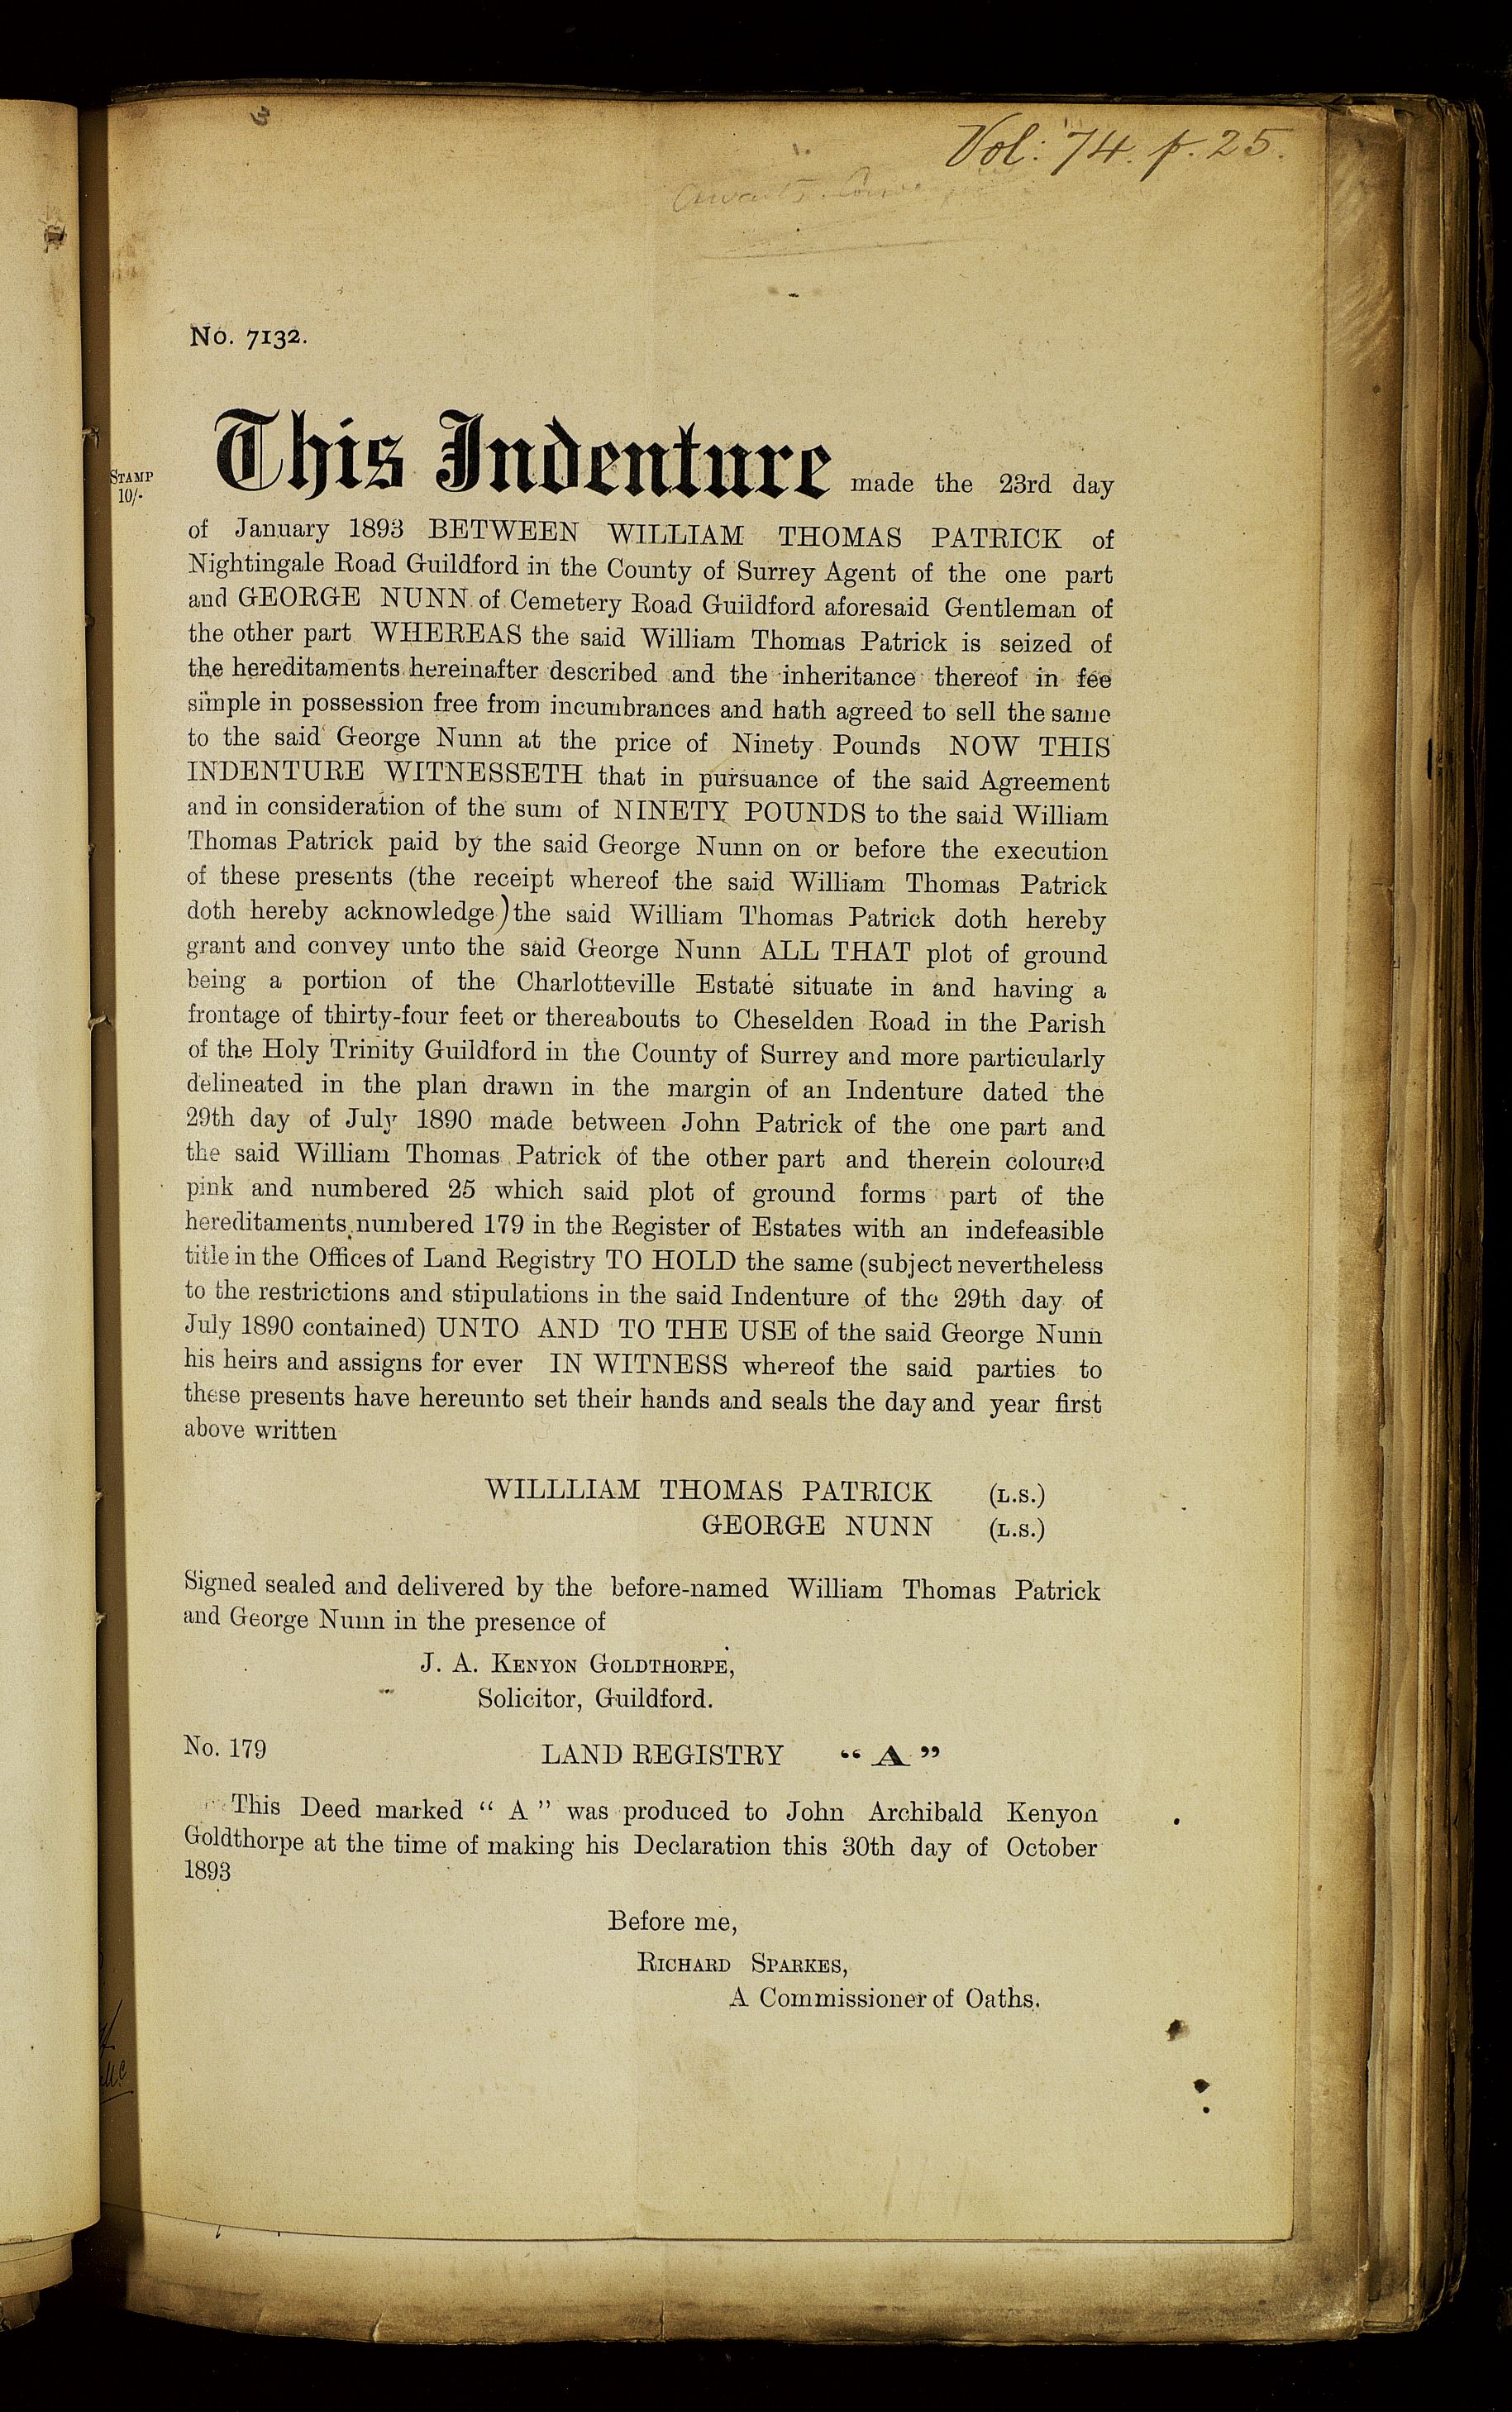 Vol: 74. p. 25.
No. 7132.
STAMP
10/-
This Indenture made the 23rd day
of January 1893 BETWEEN WILLIAM THOMAS PATRICK of
Nightingale Road Guildford in the County of Surrey Agent of the one part
and GEORGE NUNN of Cemetery Road Guildford aforesaid Gentleman of
the other part WHEREAS the said William Thomas Patrick is seized of
the hereditaments hereinafter described and the inheritance thereof in fee
simple in possession free from incumbrances and hath agreed to sell the same
to the said George Nunn at the price of Ninety Pounds NOW THIS
INDENTURE WITNESSETH that in pursuance of the said Agreement
and in consideration of the sum of NINETY POUNDS to the said William
Thomas Patrick paid by the said George Nunn on or before the execution
of these presents (the receipt whereof the said William Thomas Patrick
doth hereby acknowledge) the said William Thomas Patrick doth hereby
grant and convey unto the said George Nunn ALL THAT plot of ground
being a portion of the Charlotteville Estate situate in and having a
frontage of thirty-four feet or thereabouts to Cheselden Road in the Parish
of the Holy Trinity Guildford in the County of Surrey and more particularly
delineated in the plan drawn in the margin of an Indenture dated the
29th day of July 1890 made between John Patrick of the one part and
the said William Thomas Patrick of the other part and therein coloured
pink and numbered 25 which said plot of ground forms part of the
hereditaments numbered 179 in the Register of Estates with an indefeasible
title in the Offices of Land Registry TO HOLD the same (subject nevertheless
to the restrictions and stipulations in the said Indenture of the 29th day of
July 1890 contained) UNTO AND TO THE USE of the said George Nunn
his heirs and assigns for ever IN WITNESS whereof the said parties to
these presents have hereunto set their hands and seals the day and year first
above written
WILLLIAM THOMAS PATRICK (L.S.)
GEORGE NUNN (L.S.)
Signed sealed and delivered by the before-named William Thomas Patrick
and George Nunn in the presence of
J. A. KENYON GOLDTHORPE,
Solicitor, Guildford.
No. 179 LAND REGISTRY “ A ”
This Deed marked “ A ” was produced to John Archibald Kenyon
Goldthorpe at the time of making his Declaration this 30th day of October
1893
Before me,
RICHARD SPARKES,
A Commissioner of Oaths.